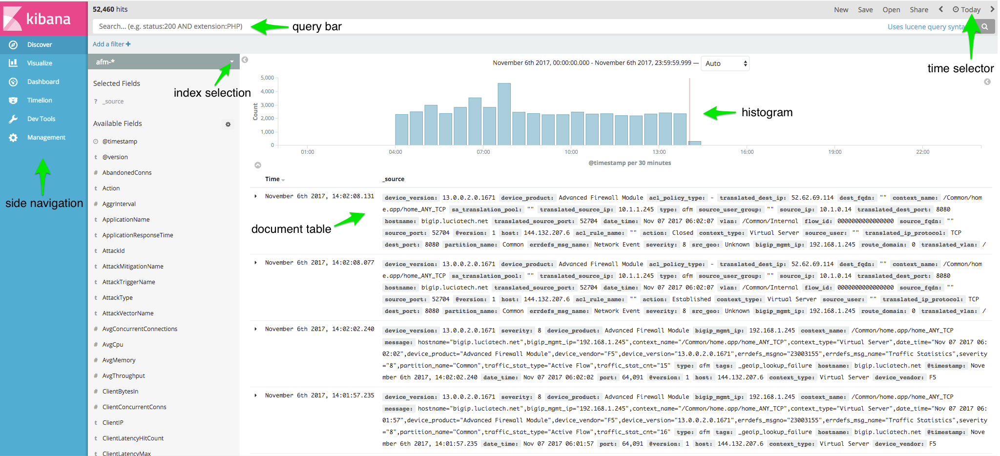 kibana
Discover
Visualize
Dashboard
Timelion
Dev Tools
Management
side navigation
52,460 hits
New Save Open Share Today
Search... (e.g. status:200 AND extension:PHP)
query bar
Uses lucene query synta
Add a filter
time selector
afm-*
index selection
Selected Fields
? _source
Available Fields
@timestamp
t @version
# AbandonedConns
t Action
# AggrInterval
t ApplicationName
t ApplicationResponseTime
t AttackId
t AttackMitigationName
t AttackTriggerName
t AttackType
t AttackVectorName
# AvgConcurrentConnections
# AvgCpu
# AvgMemory
# AvgThroughput
# ClientBytesIn
# ClientConcurrentConns
t ClientIP
t ClientLatencyHitCount
t ClientLatencyMax
November 6th 2017, 00:00:00.000 - November 6th 2017, 23:59:59.999 — Auto
5,000
4,000
3,000
2,000
1,000
0
Count
histogram
01:00 04:00 07:00 10:00 13:00 16:00 19:00 22:00
@timestamp per 30 minutes
Time _source
document table
November 6th 2017, 14:02:08.131 device_version: 13.0.0.2.0.1671 device_product: Advanced Firewall Module acl_policy_type: - translated_dest_ip: 52.62.69.114 dest_fqdn: "" context_name: /Common/hom
e.app/home_ANY_TCP sa_translation_pool: "" translated_source_ip: 10.1.1.245 type: afm source_user_group: "" source_ip: 10.1.0.14 translated_dest_port: 8080
hostname: bigip.luciatech.net translated_source_port: 52704 date_time: Nov 07 2017 06:02:07 vlan: /Common/Internal flow_id: 0000000000000000 source_fqdn: ""
source_port: 52704 @version: 1 host: 144.132.207.6 acl_rule_name: "" action: Closed context_type: Virtual Server source_user: "" translated_ip_protocol: TCP
dest_port: 8080 partition_name: Common errdefs_msg_name: Network Event severity: 8 src_geo: Unknown bigip_mgmt_ip: 192.168.1.245 route_domain: 0 translated_vlan: /
November 6th 2017, 14:02:08.077 device_version: 13.0.0.2.0.1671 device_product: Advanced Firewall Module acl_policy_type: - translated_dest_ip: 52.62.69.114 dest_fqdn: "" context_name: /Common/hom
e.app/home_ANY_TCP sa_translation_pool: "" translated_source_ip: 10.1.1.245 type: afm source_user_group: "" source_ip: 10.1.0.14 translated_dest_port: 8080
hostname: bigip.luciatech.net translated_source_port: 52704 date_time: Nov 07 2017 06:02:07 vlan: /Common/Internal flow_id: 0000000000000000 source_fqdn: ""
source_port: 52704 @version: 1 host: 144.132.207.6 acl_rule_name: "" action: Established context_type: Virtual Server source_user: "" translated_ip_protocol: TCP
dest_port: 8080 partition_name: Common errdefs_msg_name: Network Event severity: 8 src_geo: Unknown bigip_mgmt_ip: 192.168.1.245 route_domain: 0 translated_vlan: /
November 6th 2017, 14:02:02.240 device_version: 13.0.0.2.0.1671 severity: 8 device_product: Advanced Firewall Module bigip_mgmt_ip: 192.168.1.245 context_name: /Common/home.app/home_ANY_TCP
message: hostname="bigip.luciatech.net",bigip_mgmt_ip="192.168.1.245",context_name="/Common/home.app/home_ANY_TCP",context_type="Virtual Server",date_time="Nov 07 2017 06:
02:02",device_product="Advanced Firewall Module",device_vendor="F5",device_version="13.0.0.2.0.1671",errdefs_msgno="23003155",errdefs_msg_name="Traffic Statistics",severity
="8",partition_name="Common",traffic_stat_type="Active Flow",traffic_stat_cnt="15" type: afm tags: _geoip_lookup_failure hostname: bigip.luciatech.net @timestamp: Nove
mber 6th 2017, 14:02:02.240 date_time: Nov 07 2017 06:02:02 port: 64,091 @version: 1 host: 144.132.207.6 context_type: Virtual Server device_vendor: F5
November 6th 2017, 14:01:57.235 device_version: 13.0.0.2.0.1671 severity: 8 device_product: Advanced Firewall Module bigip_mgmt_ip: 192.168.1.245 context_name: /Common/home.app/home_ANY_TCP
message: hostname="bigip.luciatech.net",bigip_mgmt_ip="192.168.1.245",context_name="/Common/home.app/home_ANY_TCP",context_type="Virtual Server",date_time="Nov 07 2017 06:
01:57",device_product="Advanced Firewall Module",device_vendor="F5",device_version="13.0.0.2.0.1671",errdefs_msgno="23003155",errdefs_msg_name="Traffic Statistics",severity
="8",partition_name="Common",traffic_stat_type="Active Flow",traffic_stat_cnt="16" type: afm tags: _geoip_lookup_failure hostname: bigip.luciatech.net @timestamp: Nove
mber 6th 2017, 14:01:57.235 date_time: Nov 07 2017 06:01:57 port: 64,091 @version: 1 host: 144.132.207.6 context_type: Virtual Server device_vendor: F5